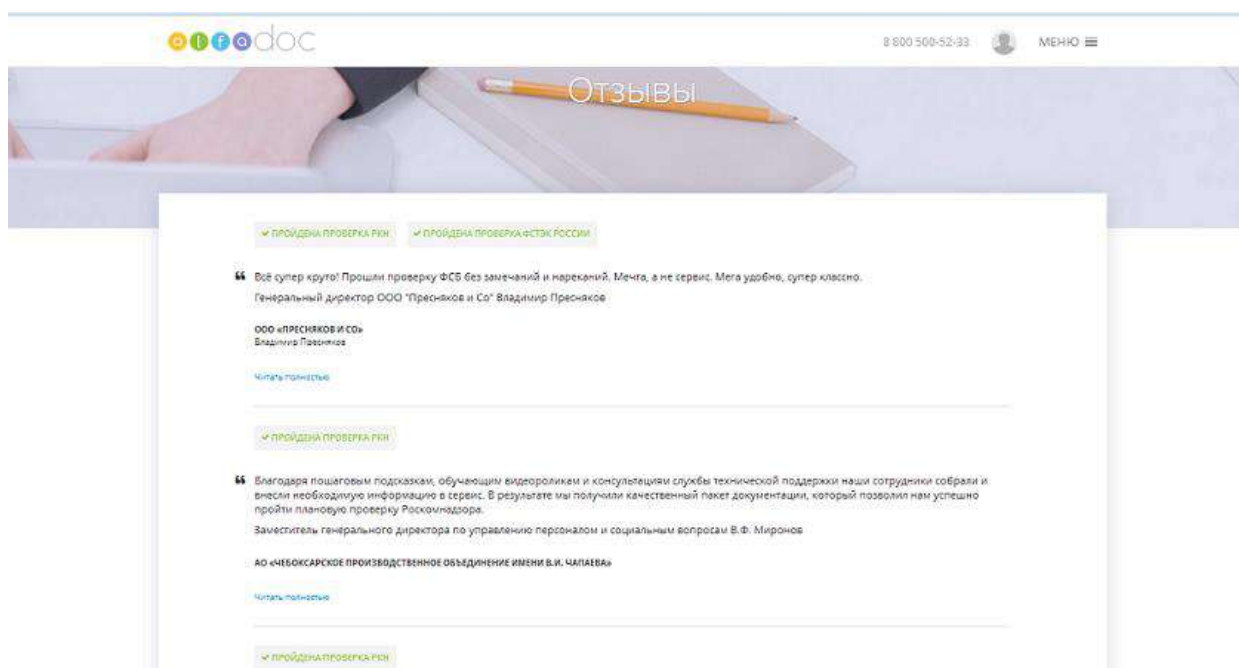 alfadoc
8 800 500-52-33
МЕНЮ
Отзывы
ПРОЙДЕНА ПРОВЕРКА РКН
ПРОЙДЕНА ПРОВЕРКА ФСТЭК РОССИИ
Всё супер круто! Прошли проверку ФСБ без замечаний и нареканий. Мечта, а не сервис. Мега удобно, супер классно.
Генеральный директор ООО "Пресняков и Со" Владимир Пресняков
ООО «ПРЕСНЯКОВ И СО»
Владимир Пресняков
Читать полностью
ПРОЙДЕНА ПРОВЕРКА РКН
Благодаря пошаговым подсказкам, обучающим видеороликам и консультациям службы технической поддержки наши сотрудники собрали и
внесли необходимую информацию в сервис. В результате мы получили качественный пакет документации, который позволил нам успешно
пройти плановую проверку Роскомнадзора.
Заместитель генерального директора по управлению персоналом и социальным вопросам В.Ф. Миронов
АО «ЧЕБОКСАРСКОЕ ПРОИЗВОДСТВЕННОЕ ОБЪЕДИНЕНИЕ ИМЕНИ В.И. ЧАПАЕВА»
Читать полностью
ПРОЙДЕНА ПРОВЕРКА РКН